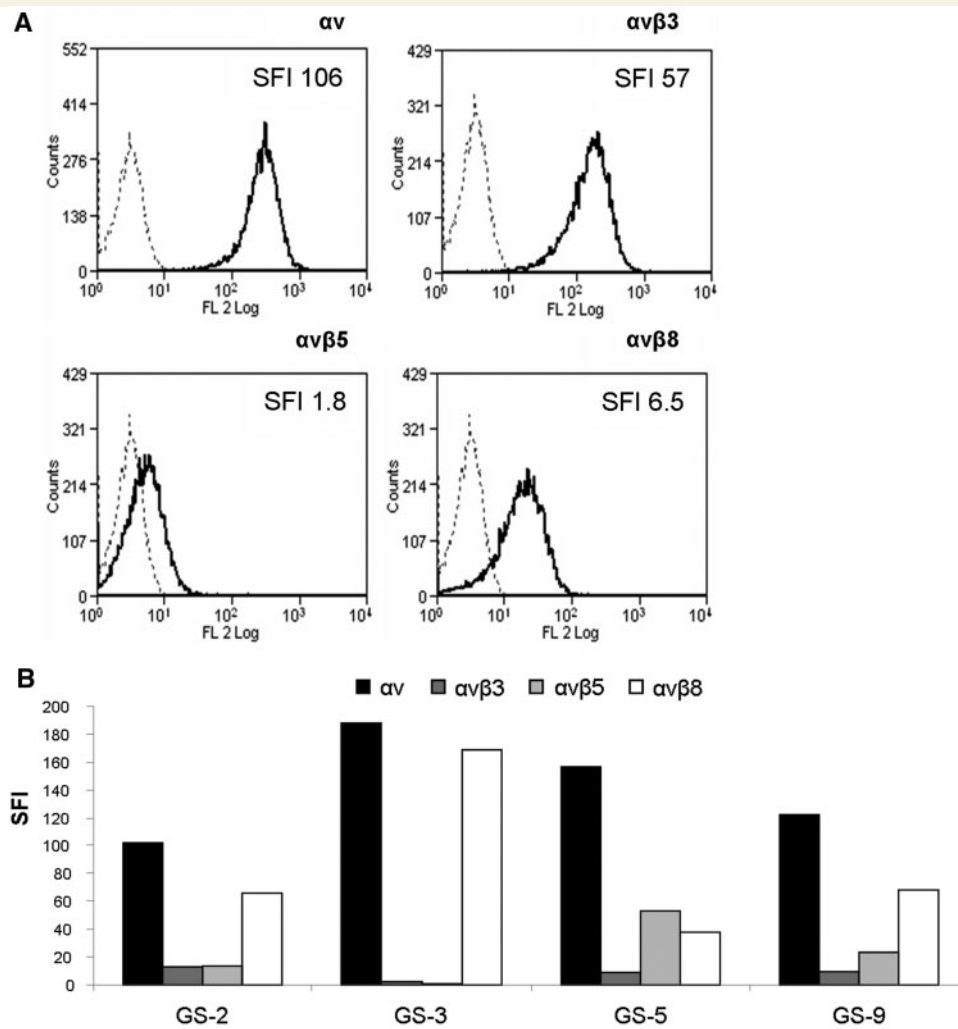 A
αv
αvβ3
552
414
276
138
0
Counts
SFI 106
10⁰ 10¹ 10² 10³ 10⁴
FL 2 Log
429
321
214
107
0
Counts
SFI 57
10⁰ 10¹ 10² 10³ 10⁴
FL 2 Log
αvβ5
αvβ8
429
321
214
107
0
Counts
SFI 1.8
10⁰ 10¹ 10² 10³ 10⁴
FL 2 Log
429
321
214
107
0
Counts
SFI 6.5
10⁰ 10¹ 10² 10³ 10⁴
FL 2 Log
B
αv αvβ3 αvβ5 αvβ8
200
180
160
140
120
100
80
60
40
20
0
SFI
GS-2 GS-3 GS-5 GS-9